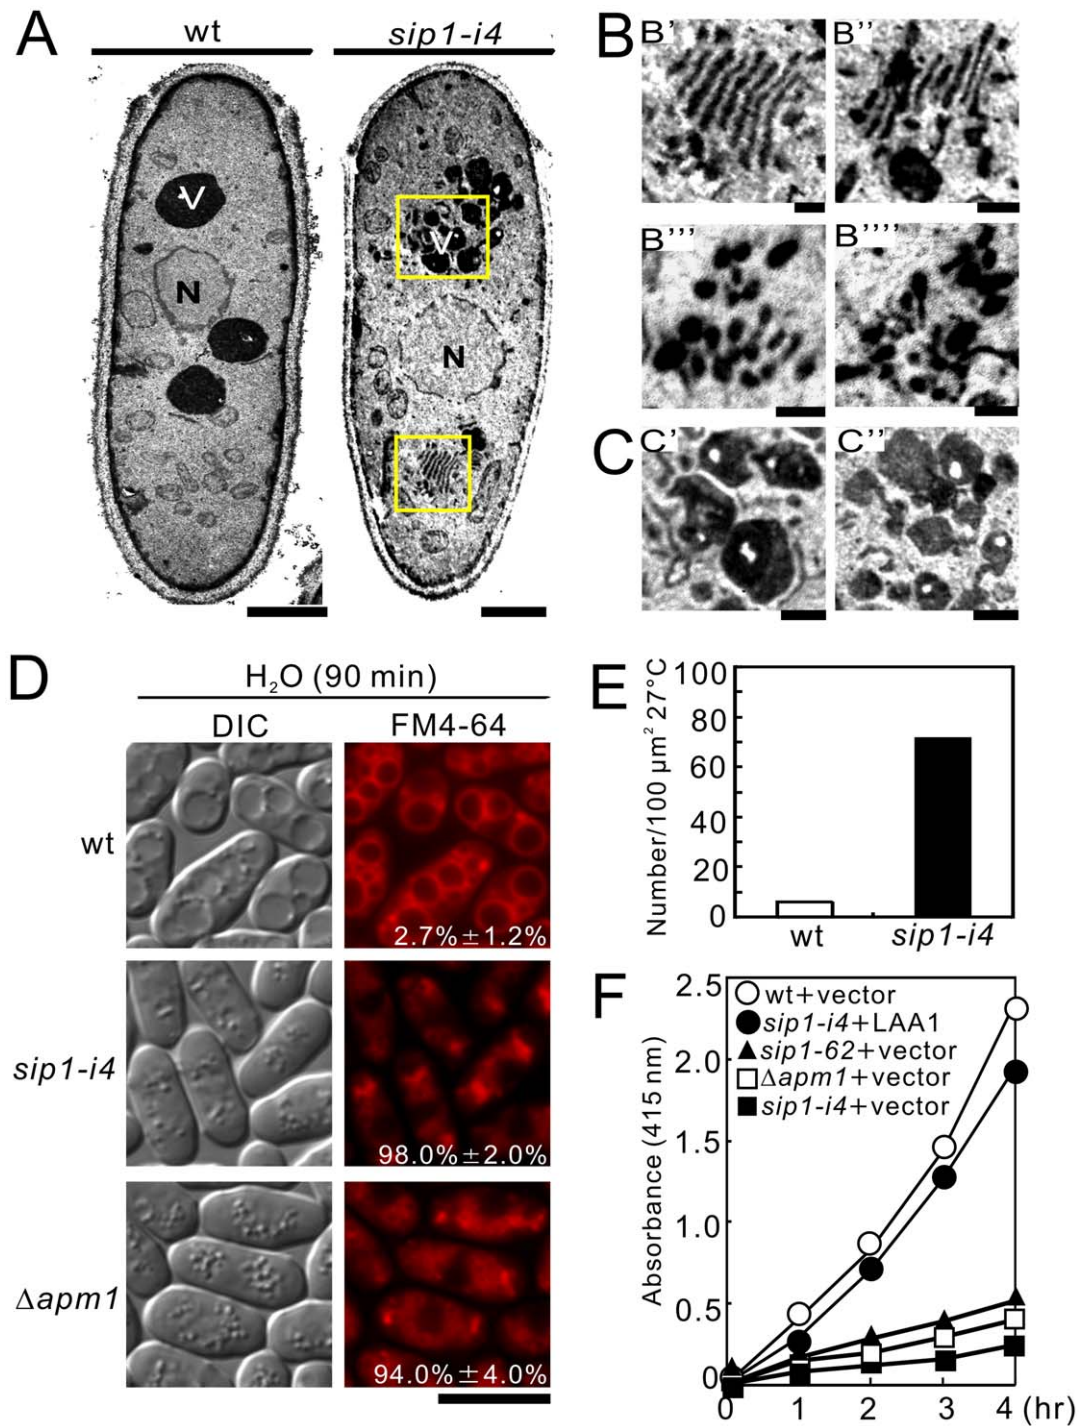 A
wt
sip1-i4
V
N
V
N
B
B'
B''
B'''
B''''
C
C'
C''
D
H₂O (90 min)
DIC
FM4-64
wt
2.7%±1.2%
sip1-i4
98.0%±2.0%
Δapm1
94.0%±4.0%
E
Number/100 µm² 27°C
100
80
60
40
20
0
wt
sip1-i4
F
Absorbance (415 nm)
2.5
2.0
1.5
1.0
0.5
0
wt+vector
sip1-i4+LAA1
sip1-62+vector
Δapm1+vector
sip1-i4+vector
0 1 2 3 4 (hr)